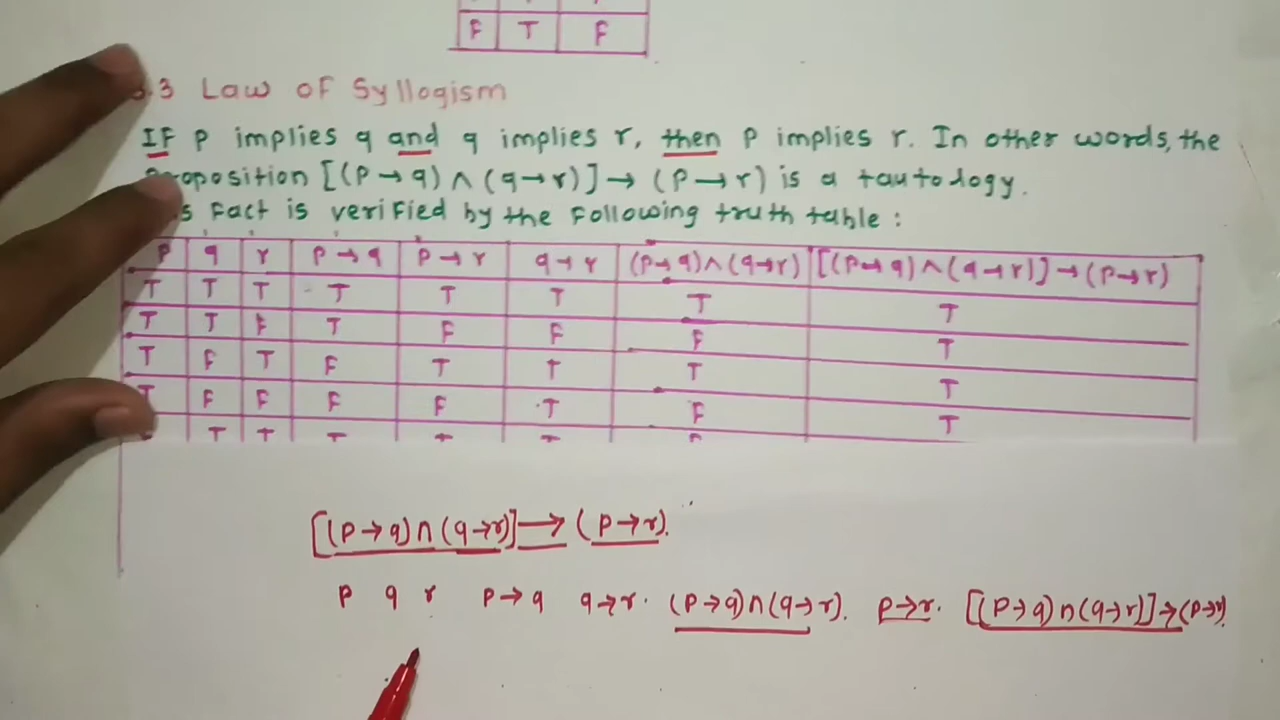 F T F
.3 Law of Syllogism
IF p implies q and q implies r, then p implies r. In other words, the
proposition [(p → q) ∧ (q → r)] → (p → r) is a tautology.
s fact is verified by the following truth table :
p q r p → q p → r q → r (p → q) ∧ (q → r) [(p → q) ∧ (q → r)] → (p → r)
T T T T T T T T
T T F T F F F T
T F T F T T T T
T F F F F T F T
[(p → q) ∩ (q → r)] → (p → r).
p q r p → q q → r. (p → q) ∩ (q → r). p → r. [(p → q) ∩ (q → r)] → (p → r).